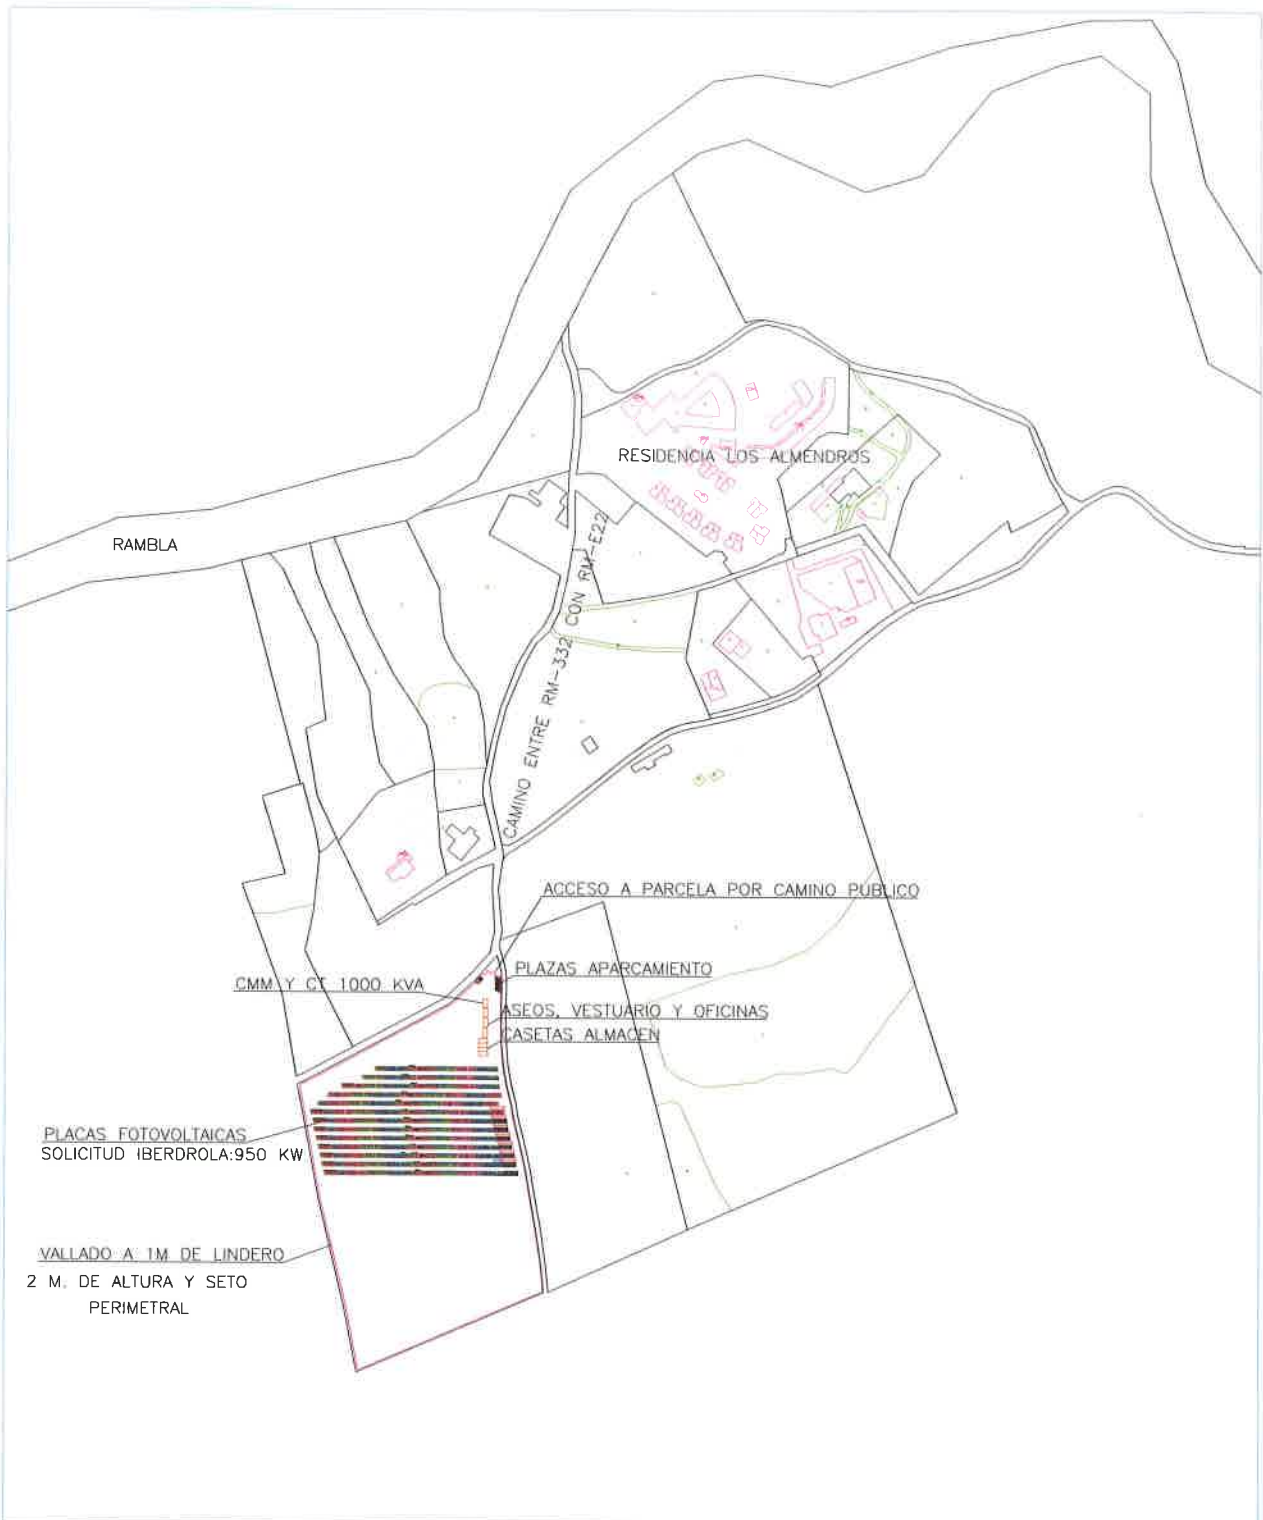 RESIDENCIA LOS ALMENDROS
RAMBLA
CAMINO ENTRE RM-332 CON RM-E22
ACCESO A PARCELA POR CAMINO PUBLICO
PLAZAS APARCAMIENTO
CMM Y CT 1000 KVA
ASEOS, VESTUARIO Y OFICINAS
CASETAS ALMACEN
PLACAS FOTOVOLTAICAS
SOLICITUD IBERDROLA:950 KW
VALLADO A 1M DE LINDERO
2 M. DE ALTURA Y SETO
PERIMETRAL